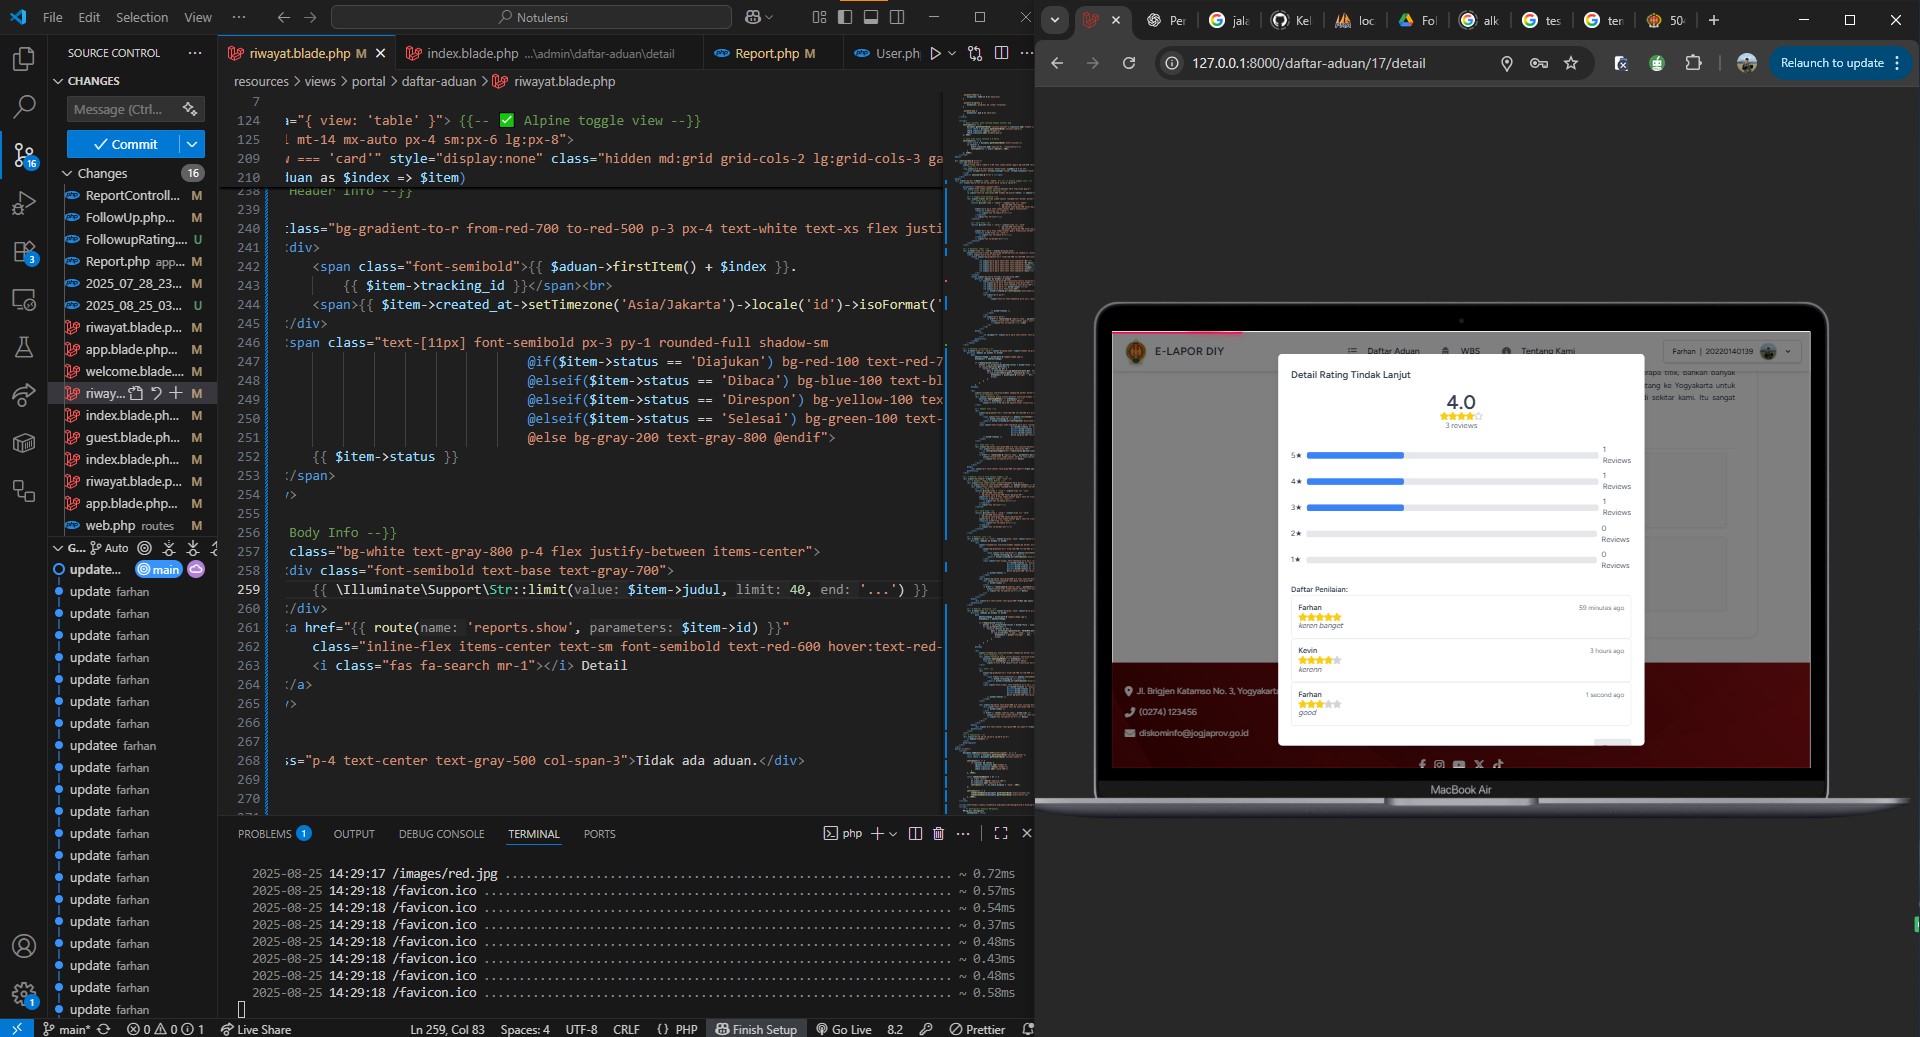 File Edit Selection View ... Notulensi
SOURCE CONTROL
CHANGES
Message (Ctrl...
Commit
Changes 16
ReportControll... M
FollowUp.php... M
FollowupRating.... U
Report.php app... M
2025_07_28_23... M
2025_08_25_03... U
riwayat.blade.p... M
app.blade.php... M
welcome.blade.... M
riway... M
index.blade.ph... M
guest.blade.ph... M
index.blade.ph... M
riwayat.blade.p... M
app.blade.php... M
web.php routes M
G... Auto
update... main
update farhan
update farhan
update farhan
update farhan
update farhan
update farhan
update farhan
updatee farhan
update farhan
update farhan
update farhan
update farhan
update farhan
update farhan
update farhan
update farhan
update farhan
update farhan
update farhan
update farhan
riwayat.blade.php M index.blade.php ...\admin\daftar-aduan\detail Report.php M User.ph
resources > views > portal > daftar-aduan > riwayat.blade.php
7
124 ="{ view: 'table' }"> {{-- ✅ Alpine toggle view --}}
125 mt-14 mx-auto px-4 sm:px-6 lg:px-8">
209 === 'card'" style="display:none" class="hidden md:grid grid-cols-2 lg:grid-cols-3 ga
210 duan as $index => $item)
238 Header Info --}}
239
240 class="bg-gradient-to-r from-red-700 to-red-500 p-3 px-4 text-white text-xs flex justi
241 div>
242 <span class="font-semibold">{{ $aduan->firstItem() + $index }}.
243 {{ $item->tracking_id }}</span><br>
244 <span>{{ $item->created_at->setTimezone('Asia/Jakarta')->locale('id')->isoFormat('
245 /div>
246 span class="text-[11px] font-semibold px-3 py-1 rounded-full shadow-sm
247 @if($item->status == 'Diajukan') bg-red-100 text-red-7
248 @elseif($item->status == 'Dibaca') bg-blue-100 text-bl
249 @elseif($item->status == 'Direspon') bg-yellow-100 tex
250 @elseif($item->status == 'Selesai') bg-green-100 text-
251 @else bg-gray-200 text-gray-800 @endif">
252 {{ $item->status }}
253 /span>
254 >
255
256 Body Info --}}
257 class="bg-white text-gray-800 p-4 flex justify-between items-center">
258 div class="font-semibold text-base text-gray-700">
259 {{ \Illuminate\Support\Str::limit(value: $item->judul, limit: 40, end: '...') }}
260 /div>
261 a href="{{ route(name: 'reports.show', parameters: $item->id) }}"
262 class="inline-flex items-center text-sm font-semibold text-red-600 hover:text-red-
263 <i class="fas fa-search mr-1"></i> Detail
264 /a>
265 >
266
267
268 ss="p-4 text-center text-gray-500 col-span-3">Tidak ada aduan.</div>
269
270
PROBLEMS 1 OUTPUT DEBUG CONSOLE TERMINAL PORTS php
2025-08-25 14:29:17 /images/red.jpg ~ 0.72ms
2025-08-25 14:29:18 /favicon.ico ~ 0.57ms
2025-08-25 14:29:18 /favicon.ico ~ 0.54ms
2025-08-25 14:29:18 /favicon.ico ~ 0.37ms
2025-08-25 14:29:18 /favicon.ico ~ 0.48ms
2025-08-25 14:29:18 /favicon.ico ~ 0.43ms
2025-08-25 14:29:18 /favicon.ico ~ 0.48ms
2025-08-25 14:29:18 /favicon.ico ~ 0.58ms
main* 0 0 1 Live Share Ln 259, Col 83 Spaces: 4 UTF-8 CRLF {} PHP Finish Setup Go Live 8.2 Prettier
16
3
1
Per jala Kel loc Fol alk tes ten 50
127.0.0.1:8000/daftar-aduan/17/detail Relaunch to update
E-LAPOR DIY Daftar Aduan WBS Tentang Kami Farhan | 20220140139
Detail Rating Tindak Lanjut
4.0
3 reviews
5★ 1 Reviews
4★ 1 Reviews
3★ 1 Reviews
2★ 0 Reviews
1★ 0 Reviews
Daftar Penilaian:
Farhan 59 minutes ago
keren banget
Kevin 3 hours ago
kerenn
Farhan 1 second ago
good
banyak
tang ke Yogyakarta untuk
di sekitar kami. Itu sangat
Jl. Brigjen Katamso No. 3, Yogyakarta
(0274) 123456
diskominfo@jogjaprov.go.id
MacBook Air